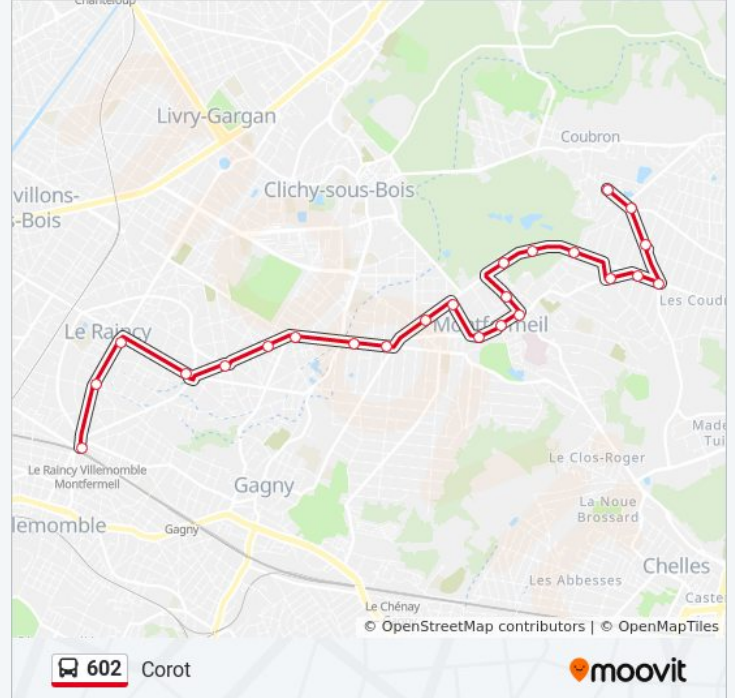 Chanteloup
Livry-Gargan
Coubron
villons-
-Bois
Clichy-sous-Bois
Les Coudr
Le Raincy
Montfermeil
Made
Tui
Le Clos-Roger
Le Raincy Villemomble
Montfermeil
Gagny
La Noue
Brossard
lemomble
Gagny
Chelles
Les Abbesses
Caste
Le Chénay
© OpenStreetMap contributors | © OpenMapTiles
602 Corot
moovit